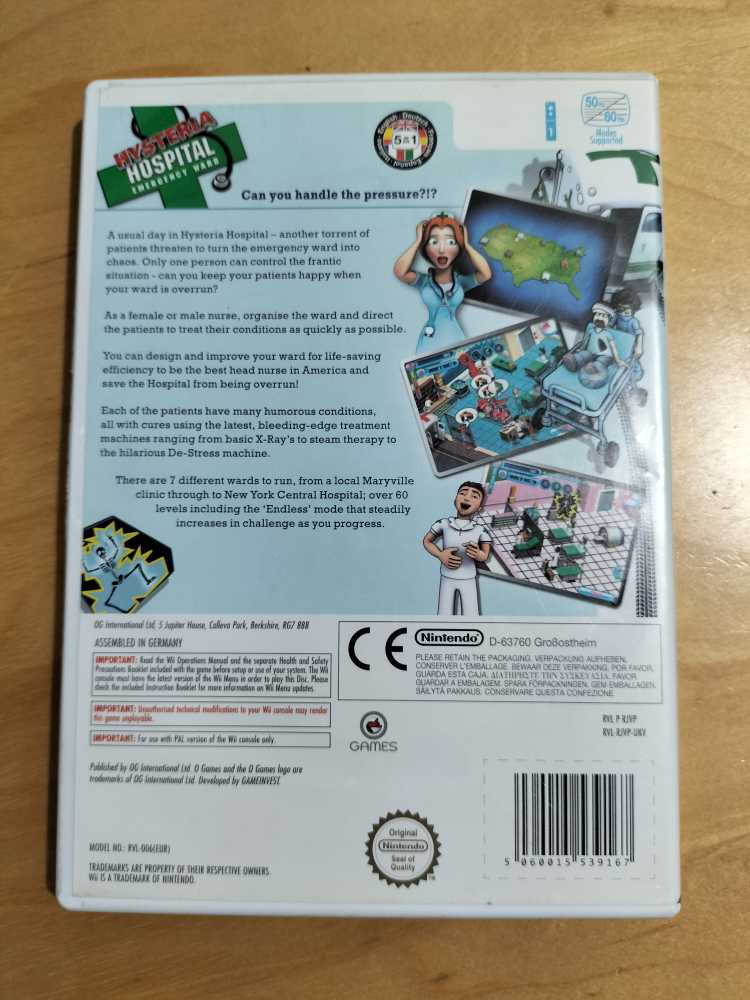 HYSTERIA
HOSPITAL
EMERGENCY WARD
English · Deutsch · Français · Español · Italiano
5 in 1
1
50Hz
60Hz
Modes
Supported
Can you handle the pressure?!?
A usual day in Hysteria Hospital – another torrent of
patients threaten to turn the emergency ward into
chaos. Only one person can control the frantic
situation - can you keep your patients happy when
your ward is overrun?
As a female or male nurse, organise the ward and direct
the patients to treat their conditions as quickly as possible.
You can design and improve your ward for life-saving
efficiency to be the best head nurse in America and
save the Hospital from being overrun!
Each of the patients have many humorous conditions,
all with cures using the latest, bleeding-edge treatment
machines ranging from basic X-Ray's to steam therapy to
the hilarious De-Stress machine.
There are 7 different wards to run, from a local Maryville
clinic through to New York Central Hospital; over 60
levels including the 'Endless' mode that steadily
increases in challenge as you progress.
OG International Ltd, 5 Jupiter House, Calleva Park, Berkshire, RG7 8BB
ASSEMBLED IN GERMANY
IMPORTANT: Read the Wii Operations Manual and the separate Health and Safety
Precautions Booklet included with the game before setup or use of your system. The Wii
console must have the latest version of the Wii Menu in order to play this Disc. Please
check the included Instruction Booklet for more information on Wii Menu updates.
IMPORTANT: Unauthorised technical modifications to your Wii console may render
this game unplayable.
IMPORTANT: For use with PAL version of the Wii console only.
Published by OG International Ltd. O Games and the O Games logo are
trademarks of OG International Ltd. Developed by GAMEINVEST.
MODEL NO.: RVL-006(EUR)
TRADEMARKS ARE PROPERTY OF THEIR RESPECTIVE OWNERS.
Wii IS A TRADEMARK OF NINTENDO.
CE
Nintendo D-63760 Großostheim
PLEASE RETAIN THE PACKAGING. VERPACKUNG AUFHEBEN.
CONSERVER L'EMBALLAGE. BEWAAR DEZE VERPAKKING. POR FAVOR,
GUARDA ESTA CAJA. ΔΙΑΤΗΡΗΣΤΕ ΤΗΝ ΣΥΣΚΕΥΑΣΙΑ. FAVOR
GUARDAR A EMBALAGEM. SPARA FÖRPACKNINGEN. GEM EMBALLAGEN.
SÄILYTÄ PAKKAUS. CONSERVARE QUESTA CONFEZIONE
GAMES
RVL P RJVP
RVL-RJVP-UKV
Original
Nintendo
Seal of
Quality
TM
5 060015 539167